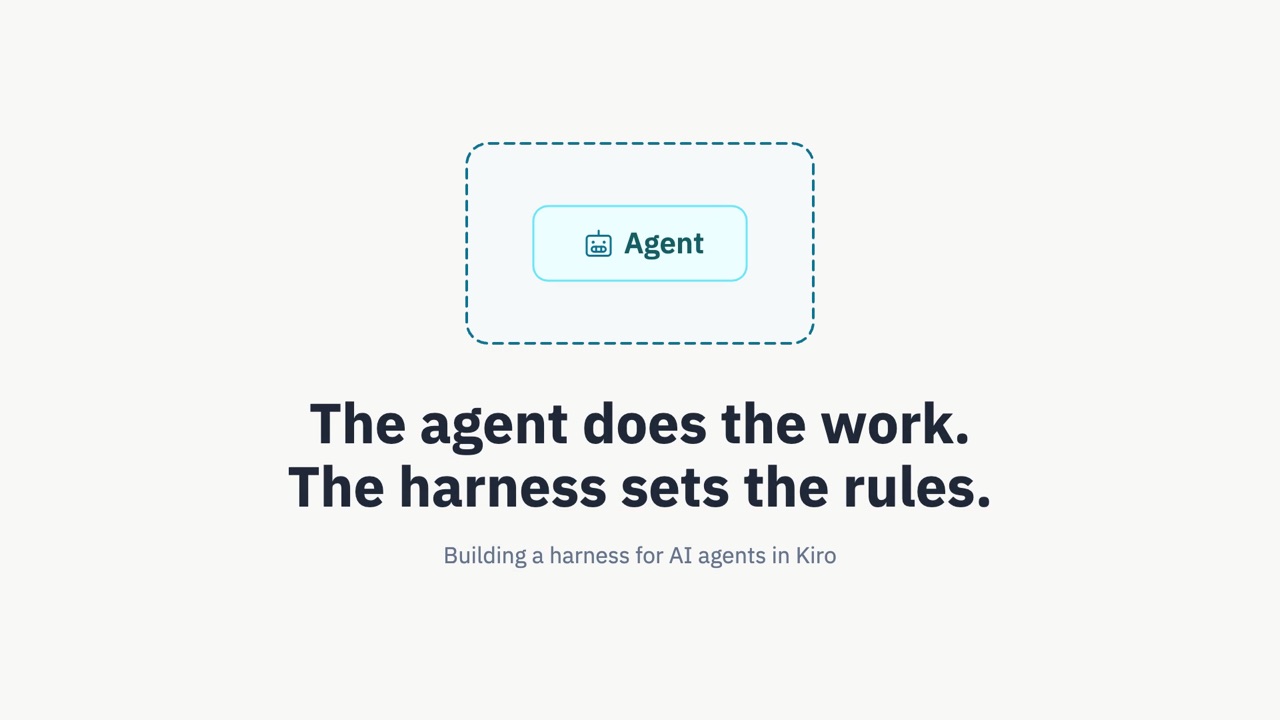 Agent
The agent does the work.
The harness sets the rules.
Building a harness for AI agents in Kiro